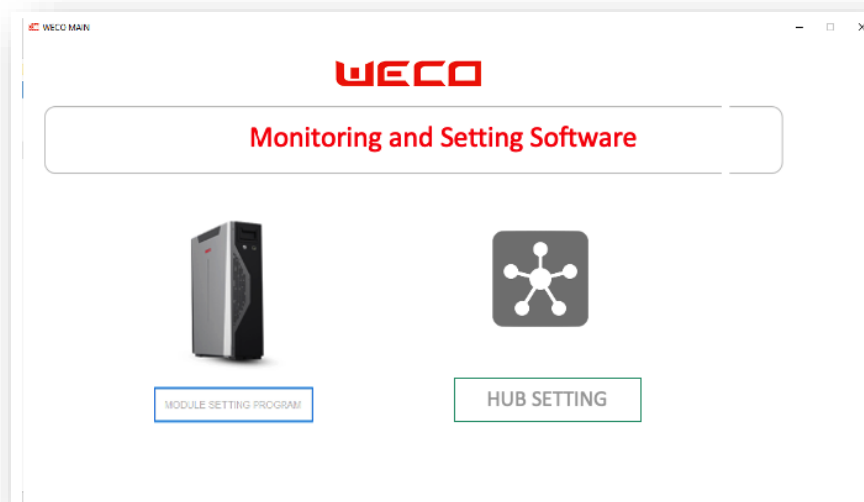 WECO MAIN
WECO
Monitoring and Setting Software
MODULE SETTING PROGRAM
HUB SETTING